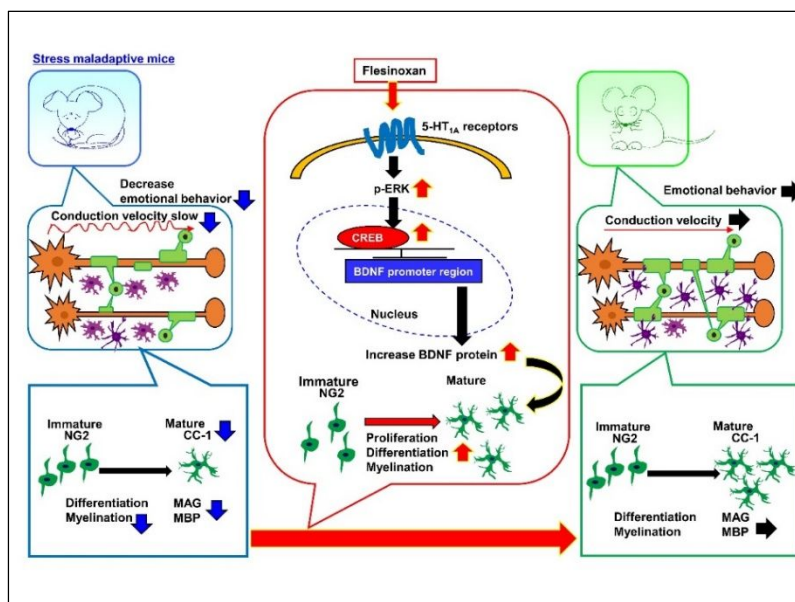 Stress maladaptive mice
Decrease
emotional behavior
Conduction velocity slow
Immature
NG2
Mature
CC-1
Differentiation
Myelination
MAG
MBP
Flesinoxan
5-HT1A receptors
p-ERK
CREB
BDNF promoter region
Nucleus
Increase BDNF protein
Immature
NG2
Mature
Proliferation
Differentiation
Myelination
Emotional behavior
Conduction velocity
Immature
NG2
Mature
CC-1
Differentiation
Myelination
MAG
MBP